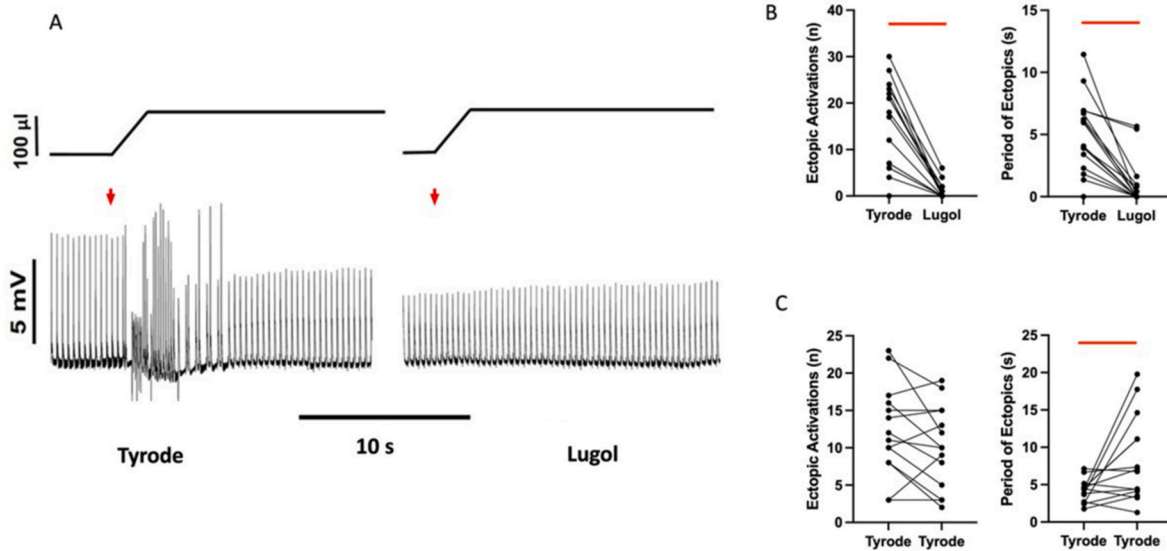 A
100 µl
5 mV
Tyrode
10 s
Lugol
B
Ectopic Activations (n)
40
30
20
10
0
Tyrode Lugol
Period of Ectopics (s)
15
10
5
0
Tyrode Lugol
C
Ectopic Activations (n)
25
20
15
10
5
0
Tyrode Tyrode
Period of Ectopics (s)
25
20
15
10
5
0
Tyrode Tyrode